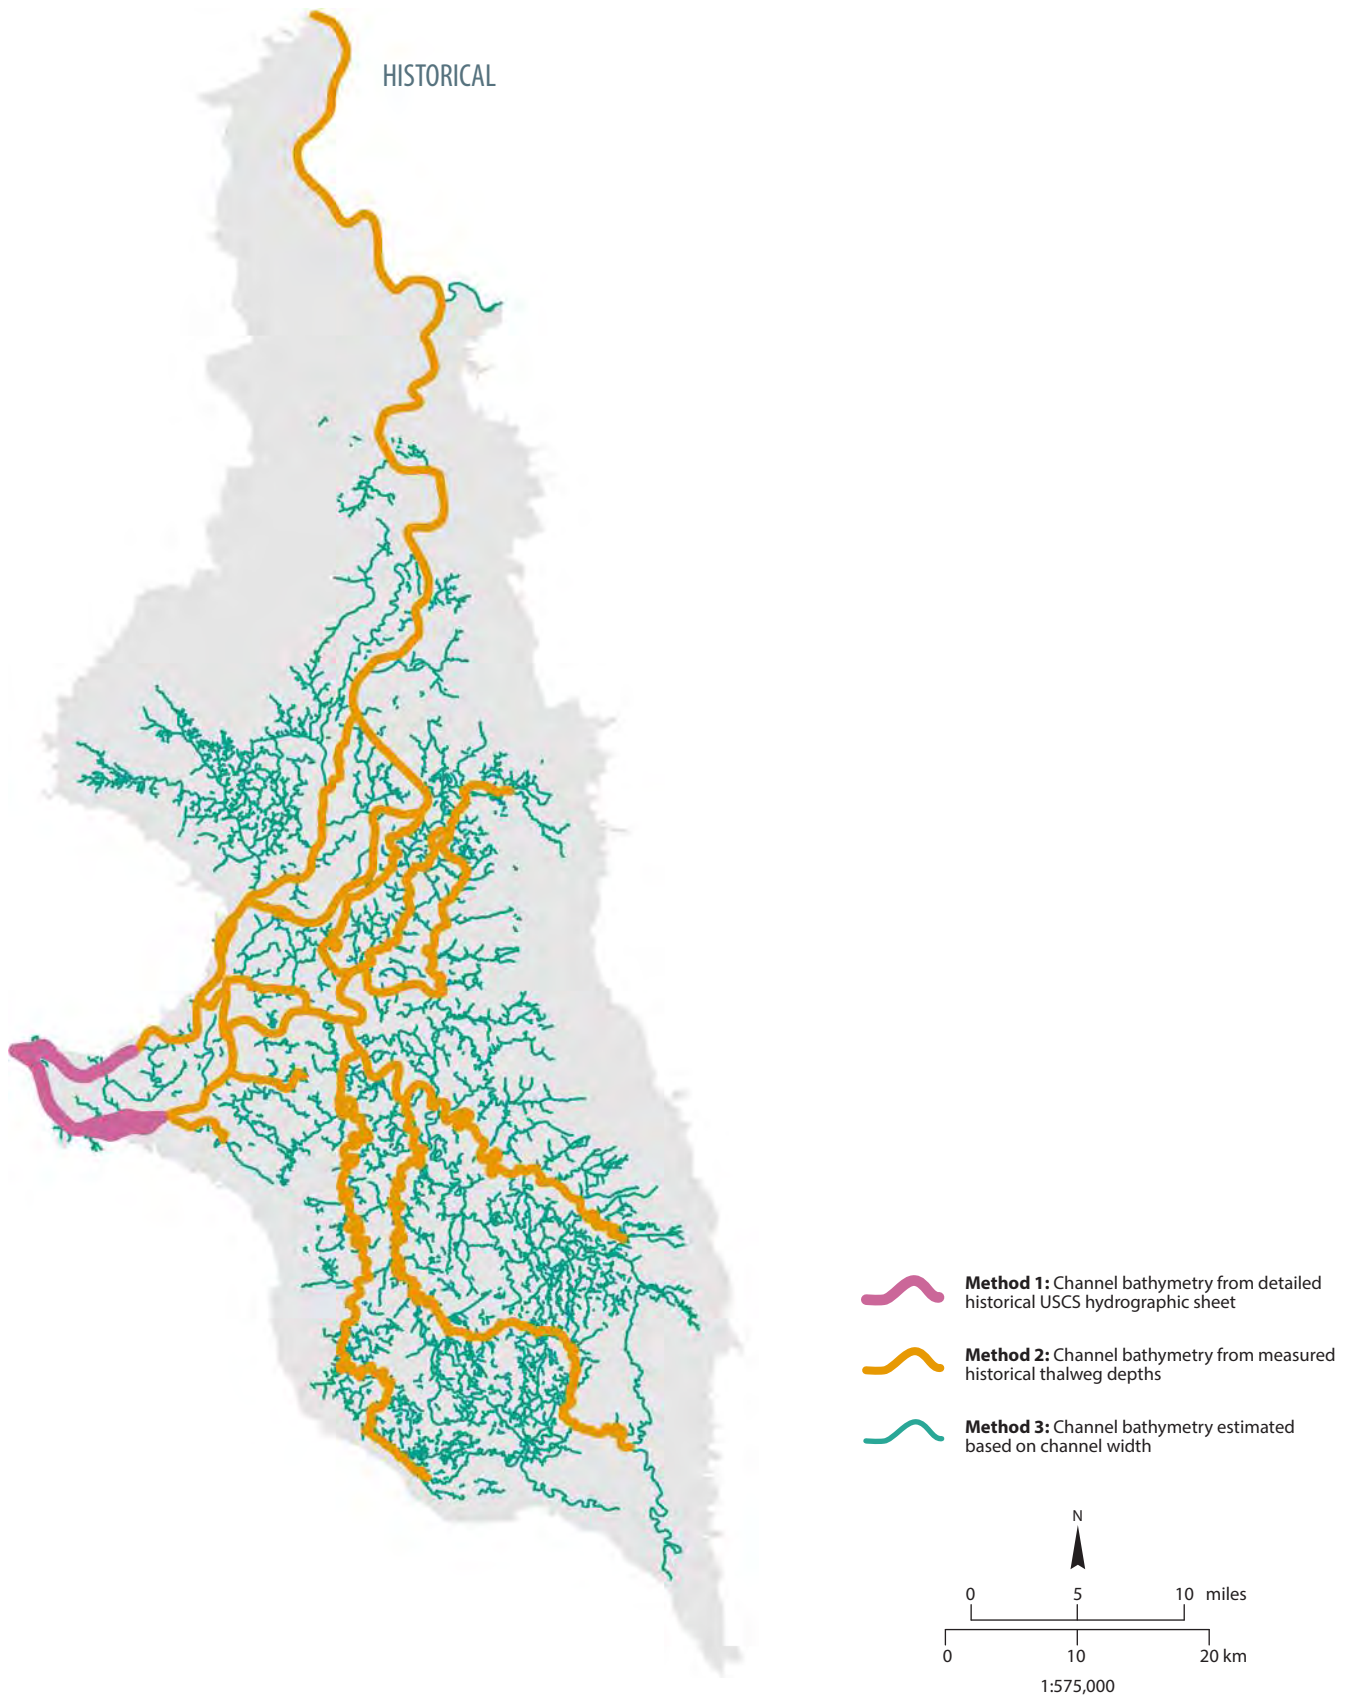 HISTORICAL
Method 1: Channel bathymetry from detailed
historical USCS hydrographic sheet
Method 2: Channel bathymetry from measured
historical thalweg depths
Method 3: Channel bathymetry estimated
based on channel width
N
0 5 10 miles
0 10 20 km
1:575,000